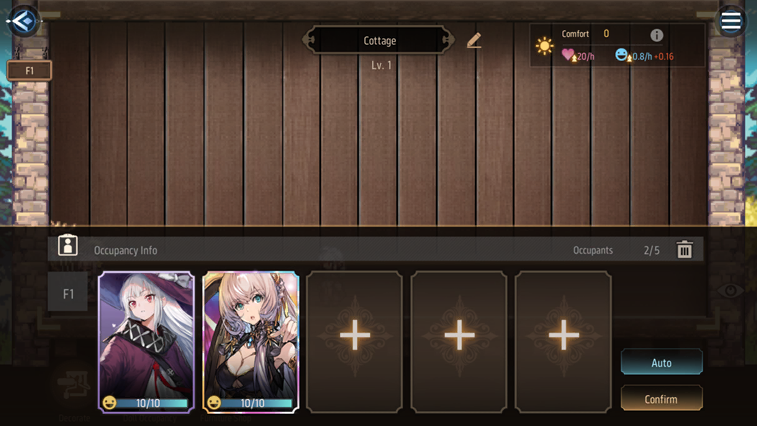 Cottage
Comfort 0
F1
Lv. 1
20/h 0.8/h +0.16
Occupancy Info
Occupants 2/5
F1
10/10 10/10
Auto
Confirm